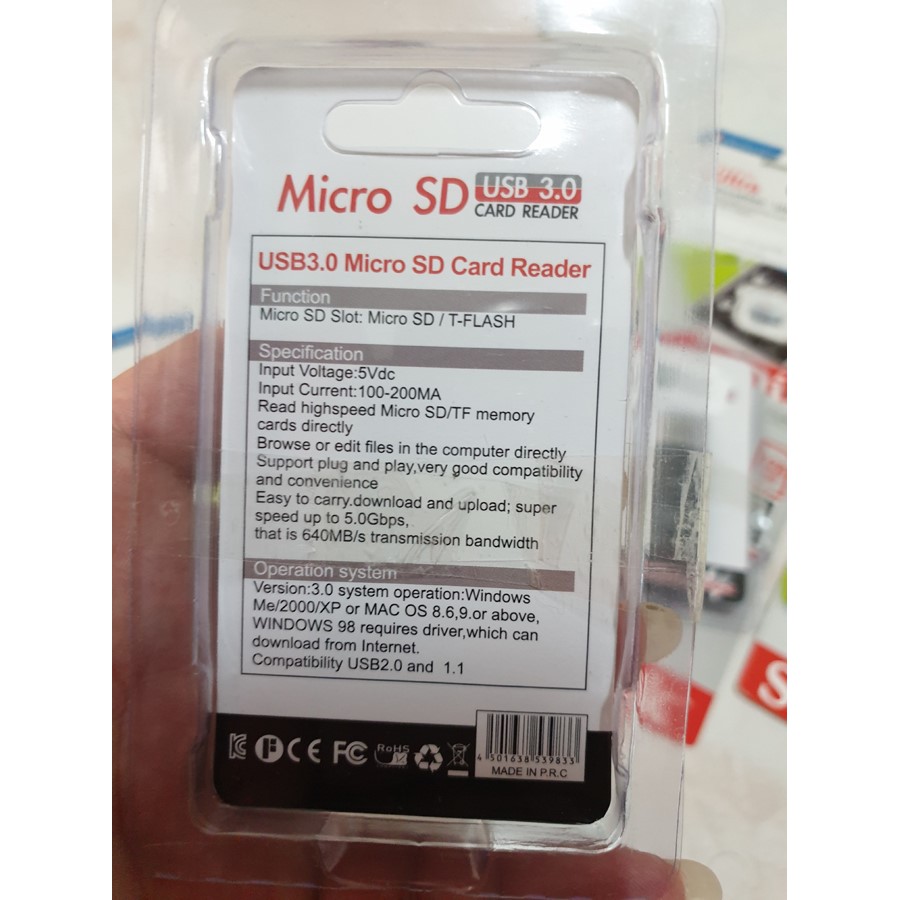 Micro SD USB 3.0
CARD READER
USB3.0 Micro SD Card Reader
Function
Micro SD Slot: Micro SD / T-FLASH
Specification
Input Voltage:5Vdc
Input Current:100-200MA
Read highspeed Micro SD/TF memory
cards directly
Browse or edit files in the computer directly
Support plug and play,very good compatibility
and convenience
Easy to carry.download and upload; super
speed up to 5.0Gbps,
that is 640MB/s transmission bandwidth
Operation system
Version:3.0 system operation:Windows
Me/2000/XP or MAC OS 8.6,9.or above,
WINDOWS 98 requires driver,which can
download from Internet.
Compatibility USB2.0 and 1.1
CE FC RoHS
4 501638 539833
MADE IN P.R.C